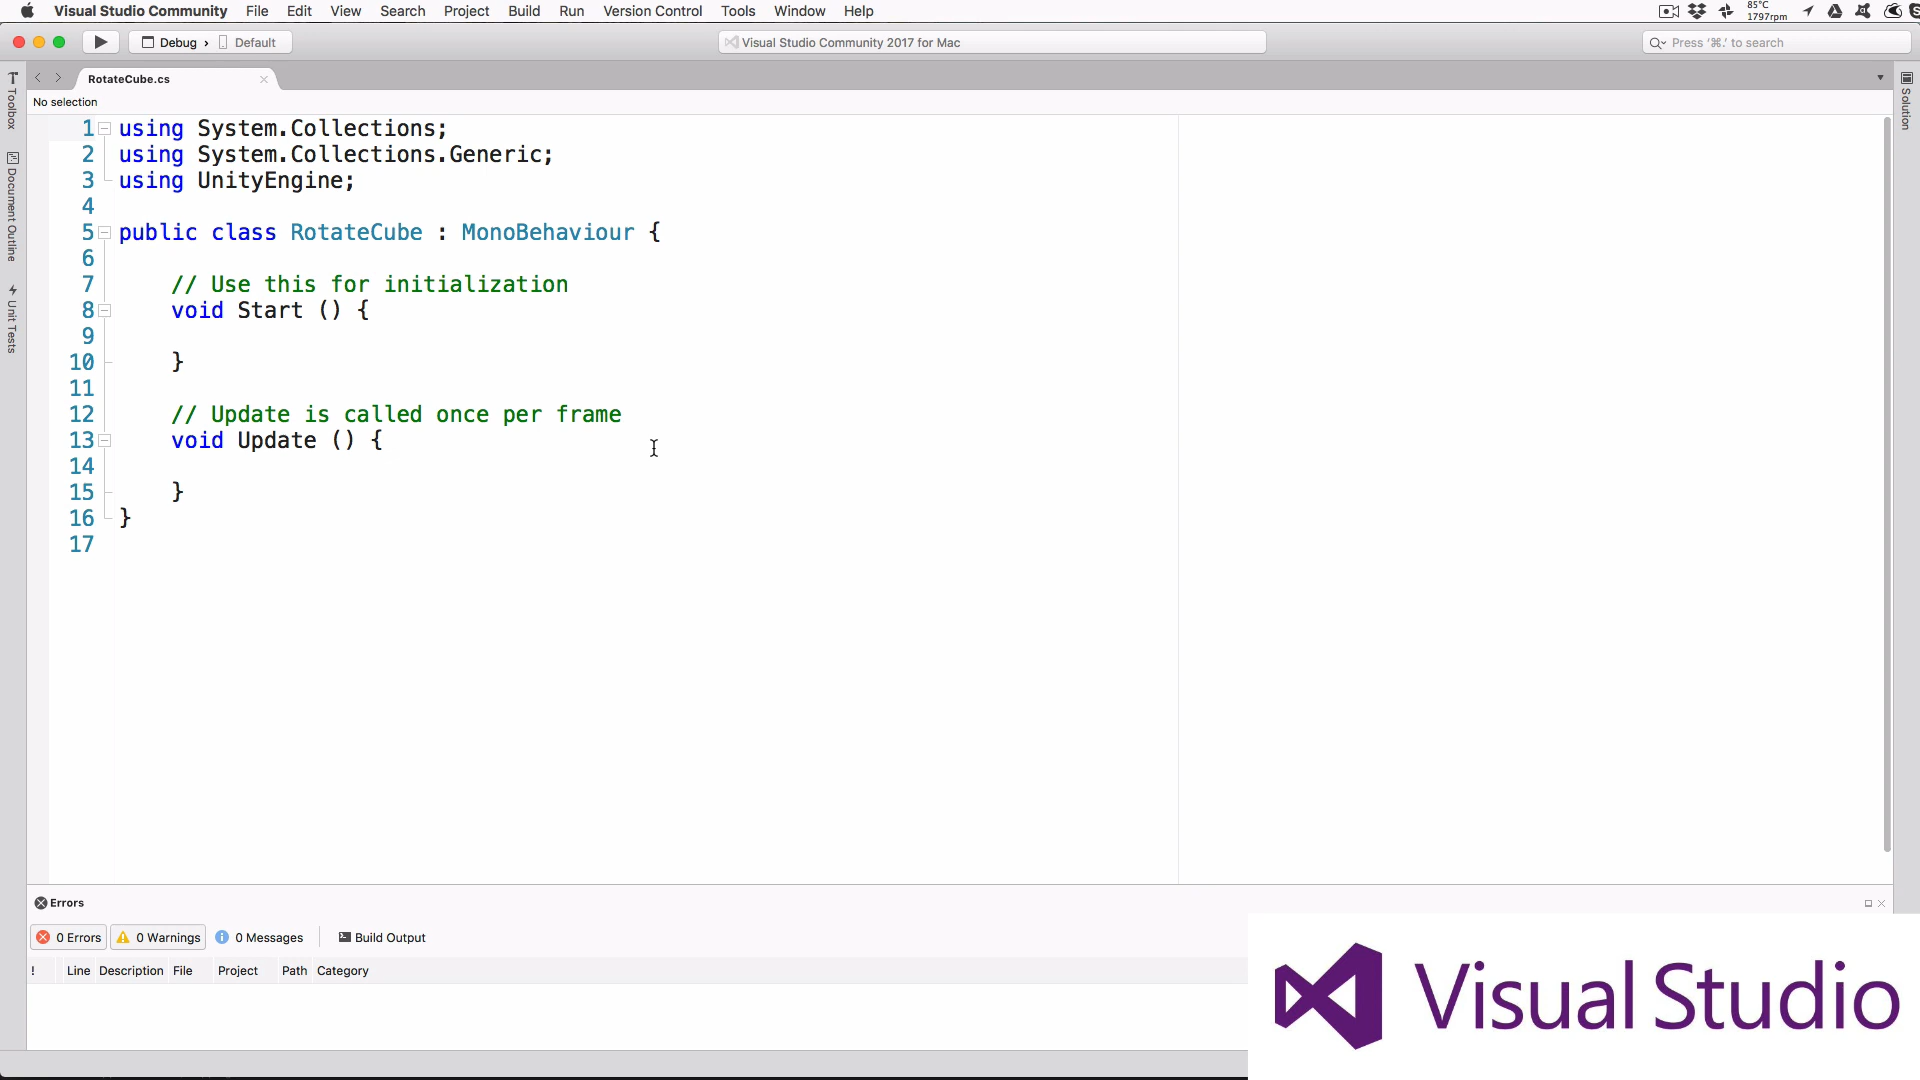 Visual Studio Community File Edit View Search Project Build Run Version Control Tools Window Help 85°C 1797rpm
Debug › Default Visual Studio Community 2017 for Mac Press '⌘.' to search
RotateCube.cs
No selection
Toolbox
Document Outline
Unit Tests
Solution
1 using System.Collections;
2 using System.Collections.Generic;
3 using UnityEngine;
4
5 public class RotateCube : MonoBehaviour {
6
7 // Use this for initialization
8 void Start () {
9
10 }
11
12 // Update is called once per frame
13 void Update () {
14
15 }
16 }
17
Errors
0 Errors 0 Warnings 0 Messages Build Output
! Line Description File Project Path Category
Visual Studio